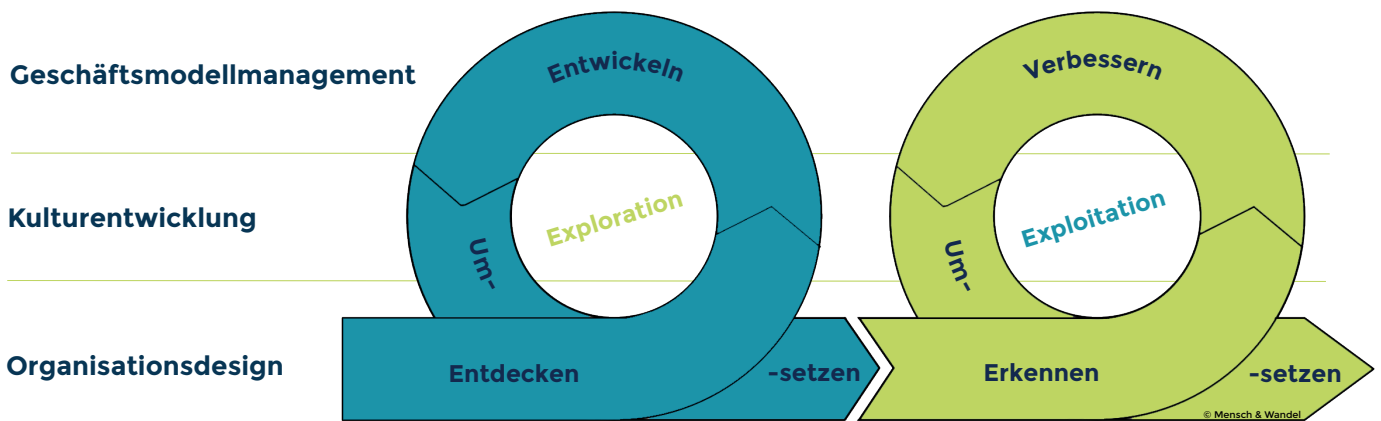 Geschäftsmodellmanagement
Entwickeln
Verbessern
Kulturentwicklung
Um-
Exploration
Um-
Exploitation
Organisationsdesign
Entdecken
-setzen
Erkennen
-setzen
© Mensch & Wandel